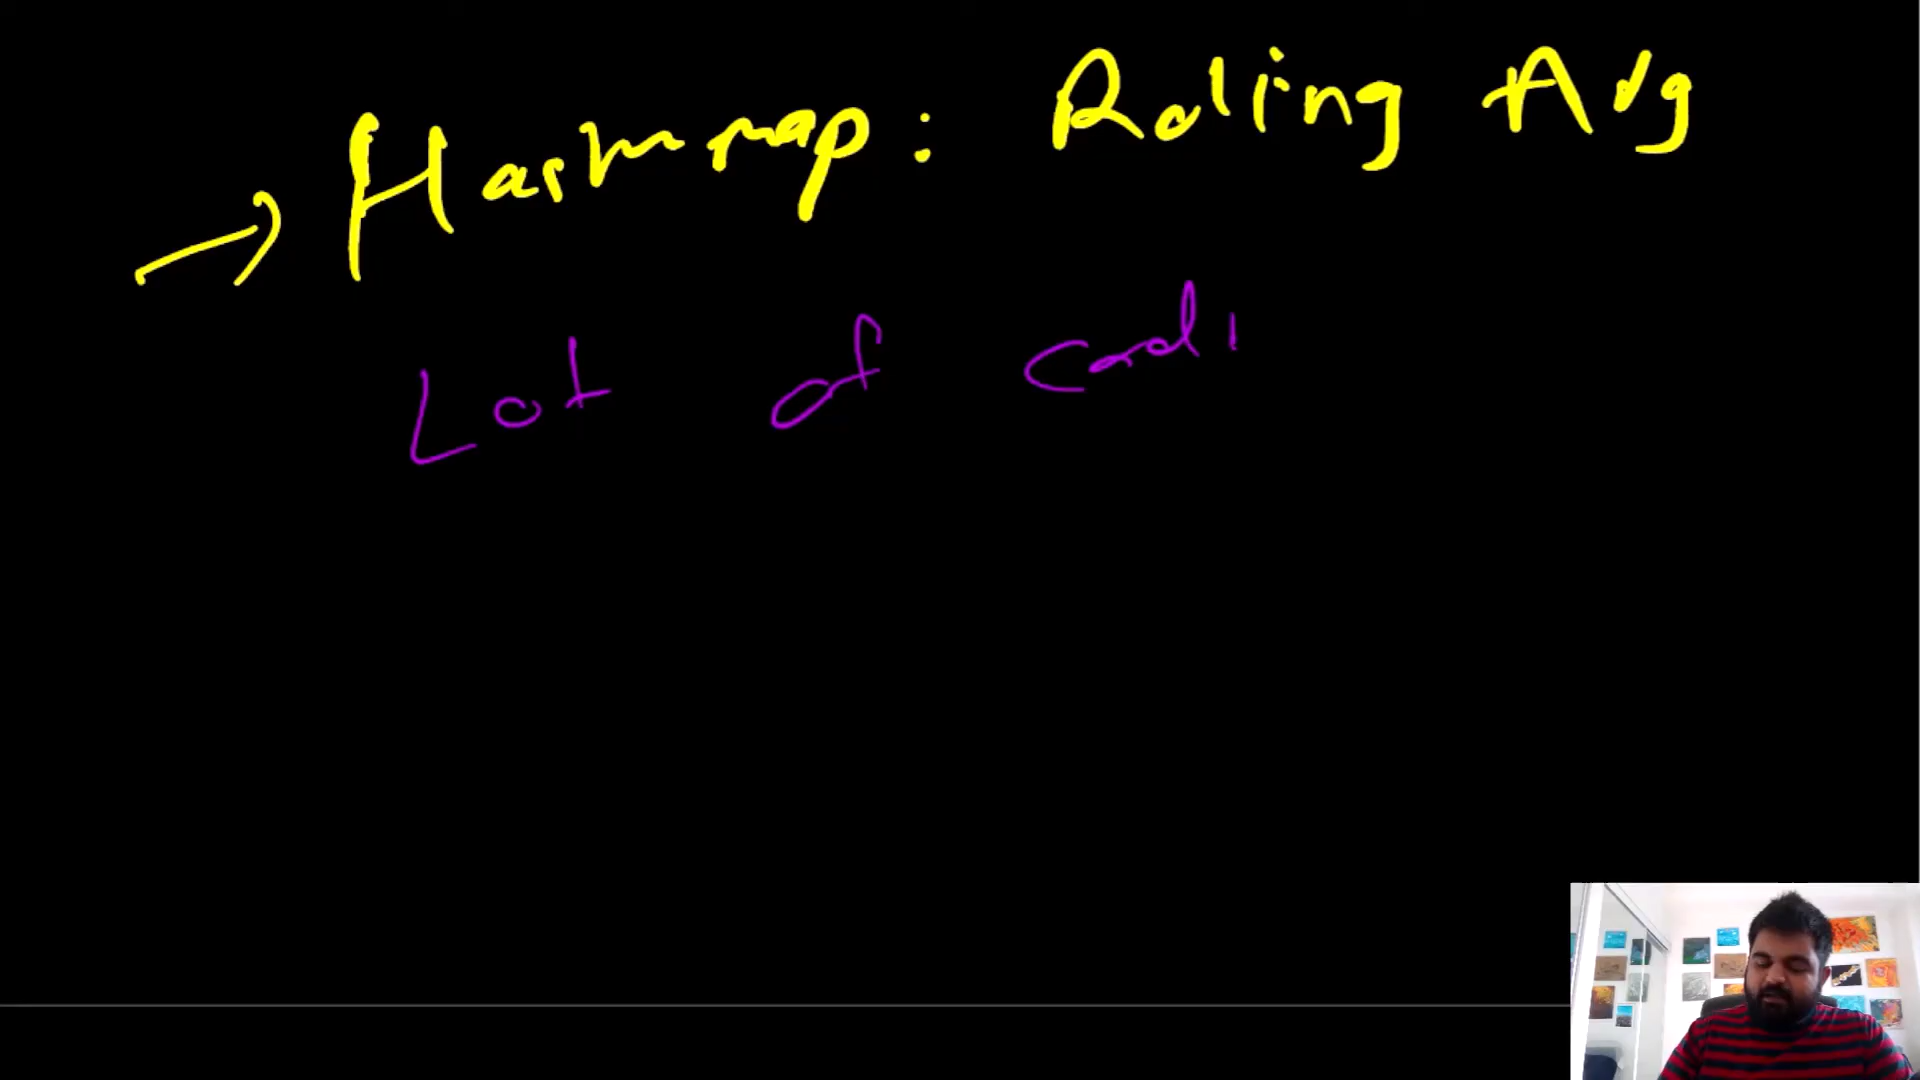 → Hashmap: Rolling Avg
Lot of